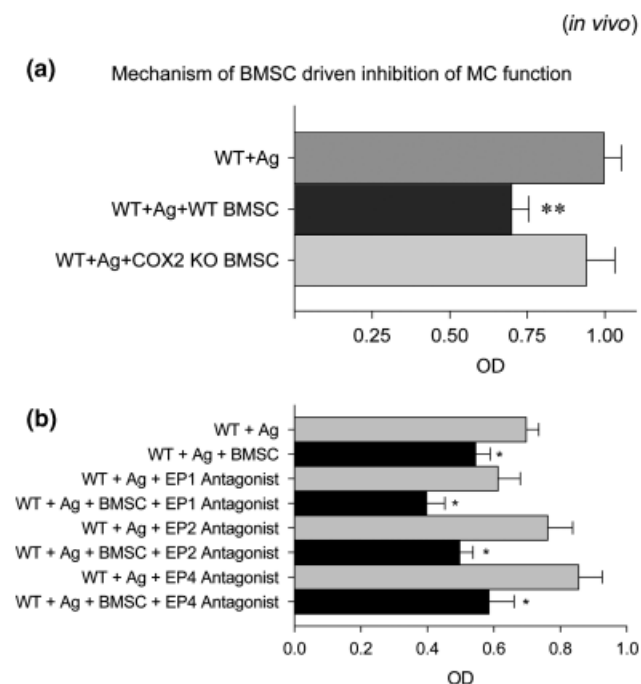 (in vivo)
(a) Mechanism of BMSC driven inhibition of MC function
WT+Ag
WT+Ag+WT BMSC **
WT+Ag+COX2 KO BMSC
0.25 0.50 0.75 1.00
OD
(b)
WT + Ag
WT + Ag + BMSC *
WT + Ag + EP1 Antagonist
WT + Ag + BMSC + EP1 Antagonist *
WT + Ag + EP2 Antagonist
WT + Ag + BMSC + EP2 Antagonist *
WT + Ag + EP4 Antagonist
WT + Ag + BMSC + EP4 Antagonist *
0.0 0.2 0.4 0.6 0.8 1.0
OD